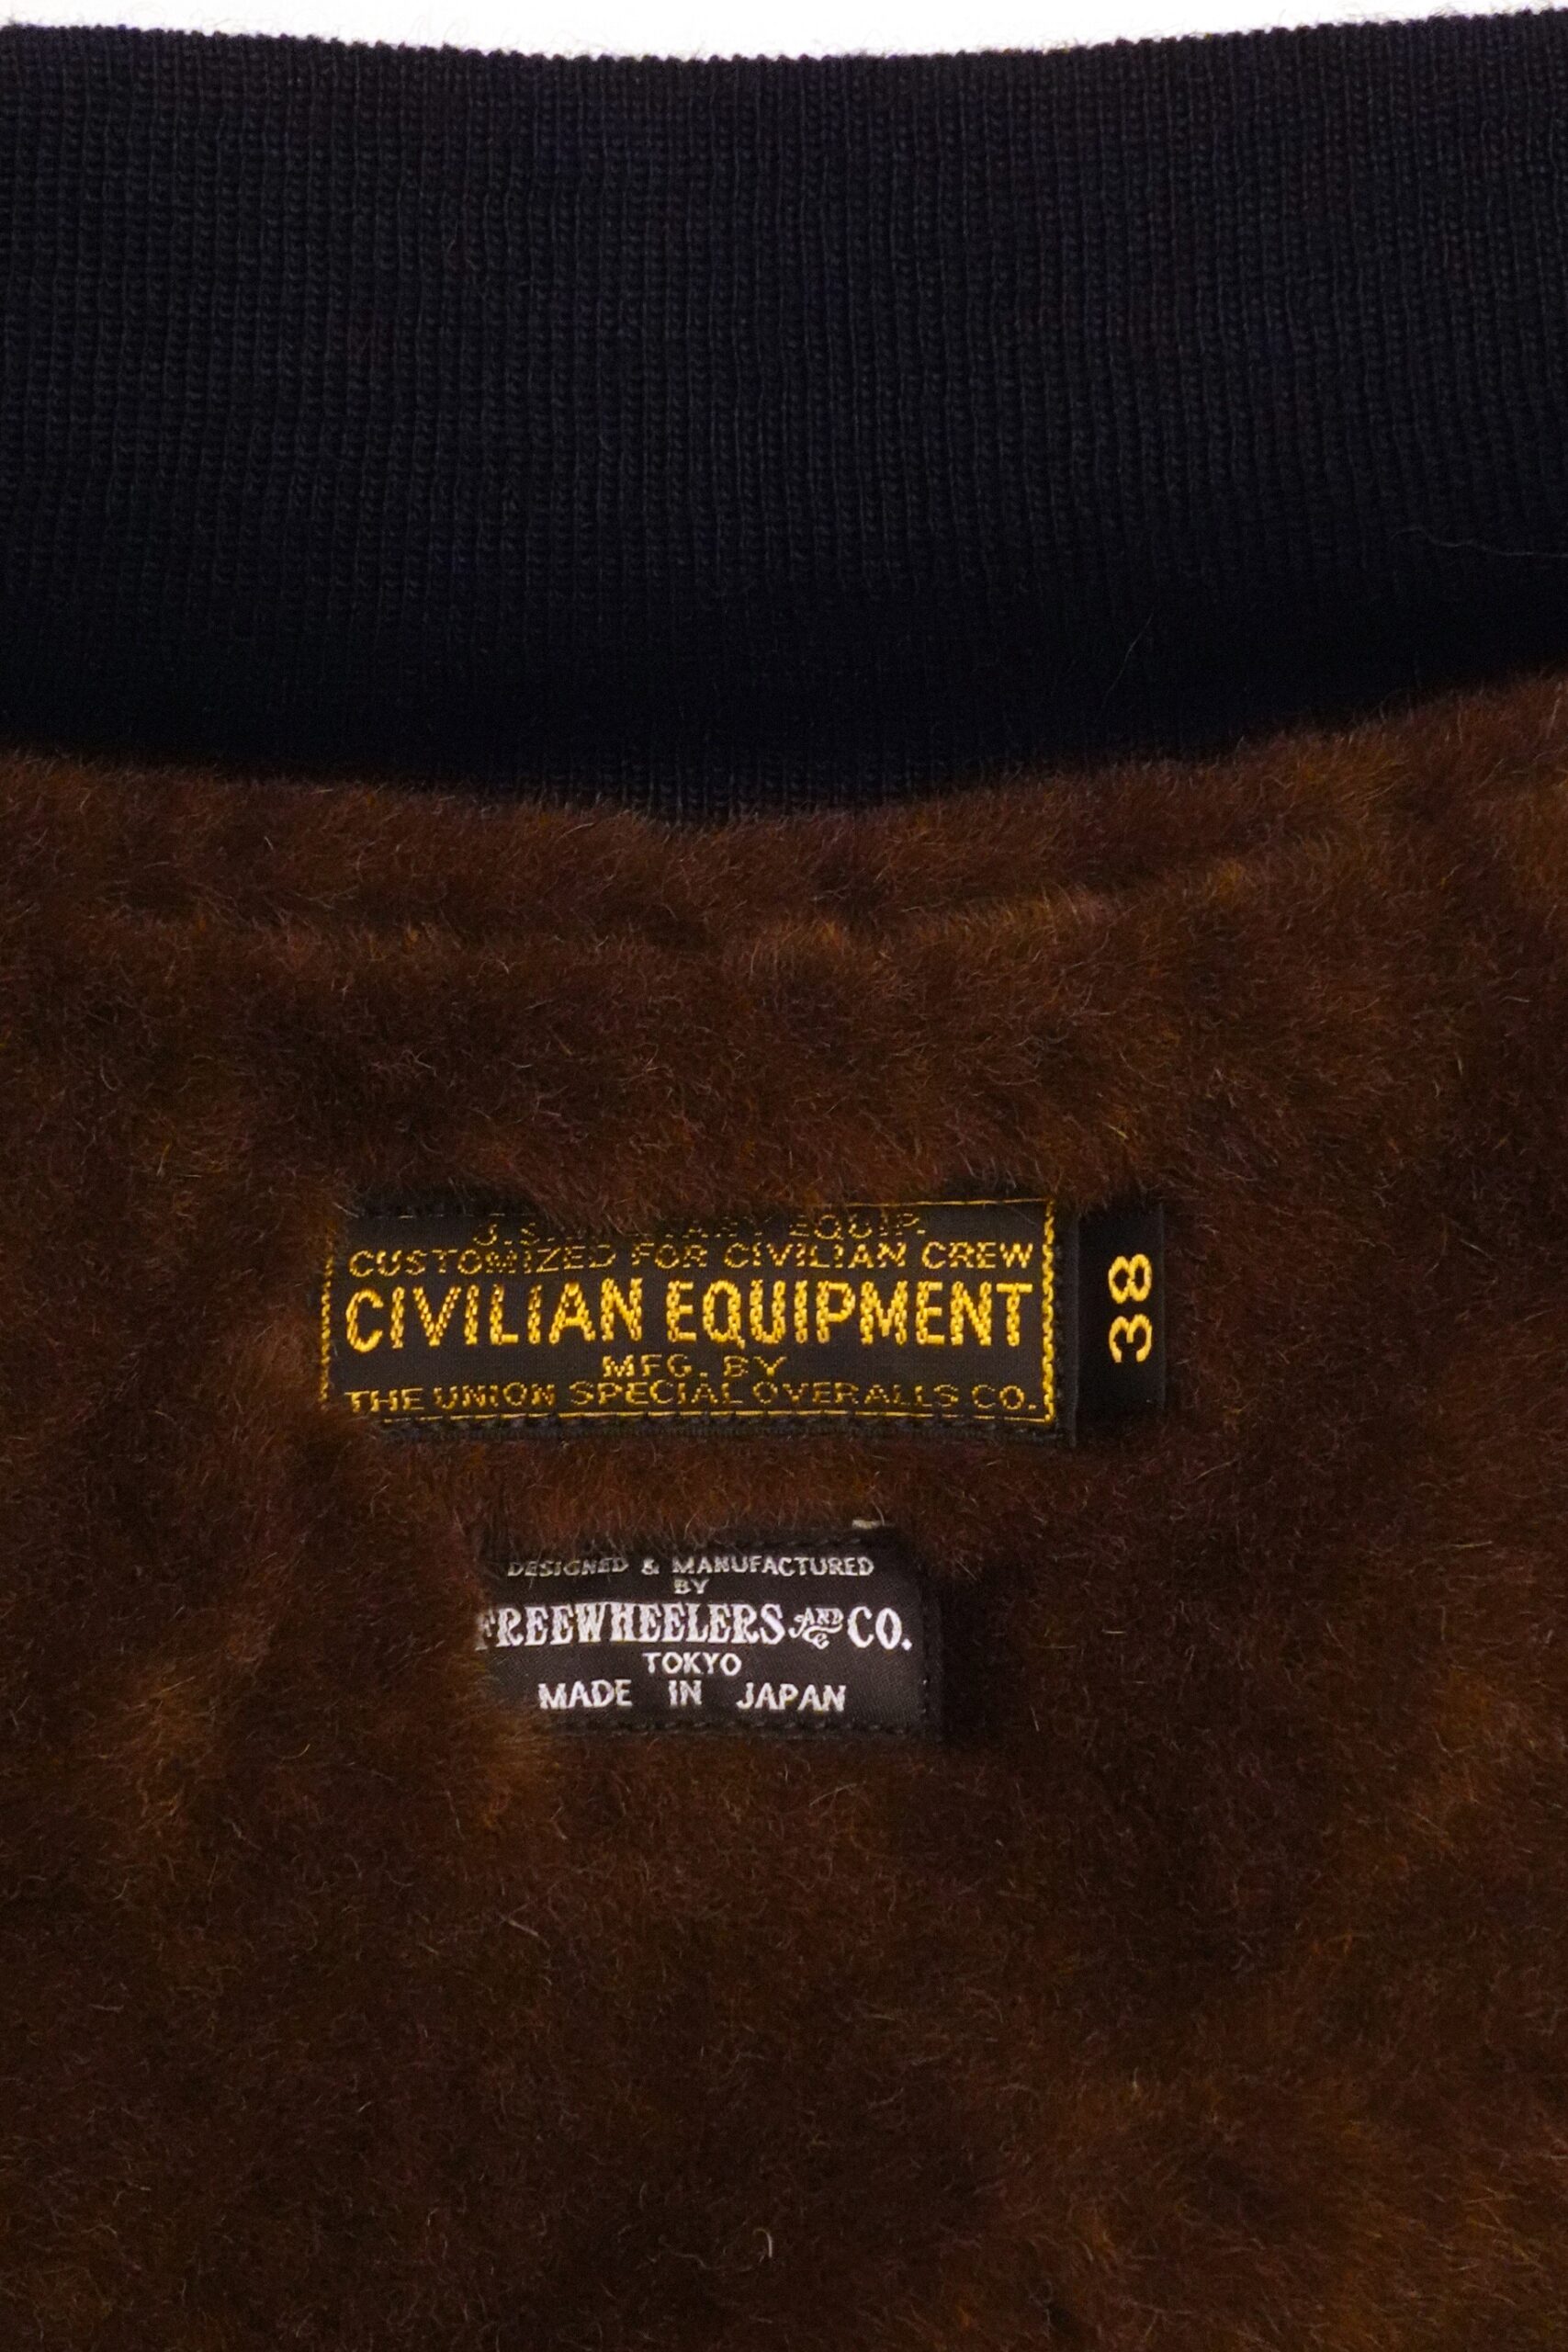 EQUIP.
CUSTOMIZED FOR CIVILIAN CREW
CIVILIAN EQUIPMENT
MFG. BY
THE UNION SPECIAL OVERALLS CO.
38
DESIGNED & MANUFACTURED
BY
FREEWHEELERS AND CO.
TOKYO
MADE IN JAPAN